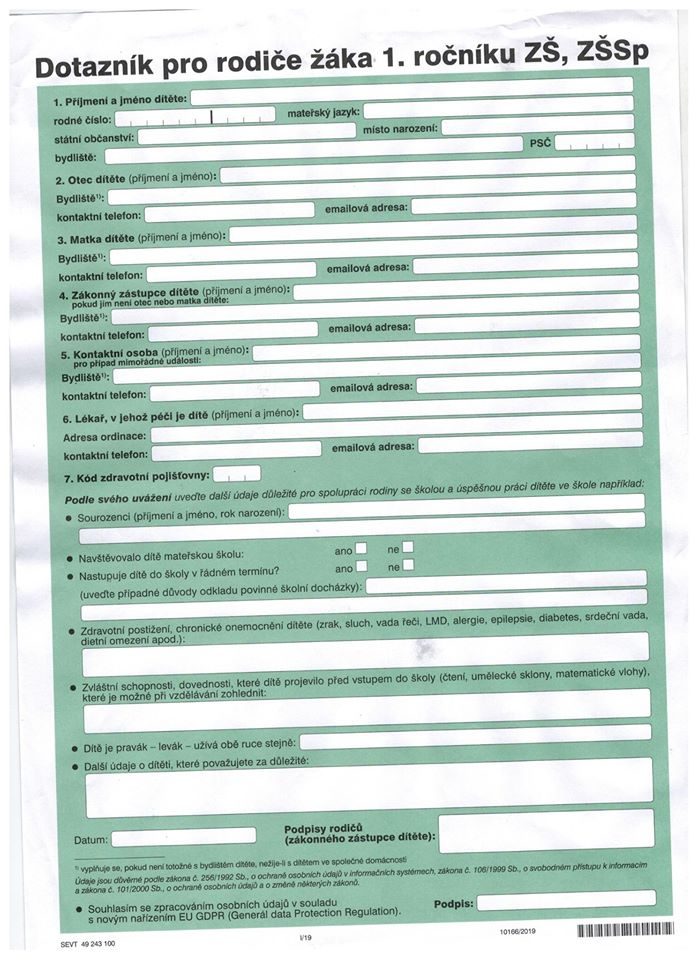 Dotazník pro rodiče žáka 1. ročníku ZŠ, ZŠSp
1. Příjmení a jméno dítěte:
rodné číslo: mateřský jazyk:
státní občanství: místo narození:
bydliště: PSČ
2. Otec dítěte (příjmení a jméno):
Bydliště¹⁾:
kontaktní telefon: emailová adresa:
3. Matka dítěte (příjmení a jméno):
Bydliště¹⁾:
kontaktní telefon: emailová adresa:
4. Zákonný zástupce dítěte (příjmení a jméno):
pokud jím není otec nebo matka dítěte:
Bydliště¹⁾:
kontaktní telefon: emailová adresa:
5. Kontaktní osoba (příjmení a jméno):
pro případ mimořádné události:
Bydliště¹⁾:
kontaktní telefon: emailová adresa:
6. Lékař, v jehož péči je dítě (příjmení a jméno):
Adresa ordinace:
kontaktní telefon: emailová adresa:
7. Kód zdravotní pojišťovny:
Podle svého uvážení uveďte další údaje důležité pro spolupráci rodiny se školou a úspěšnou práci dítěte ve škole například:
● Sourozenci (příjmení a jméno, rok narození):
● Navštěvovalo dítě mateřskou školu: ano ne
● Nastupuje dítě do školy v řádném termínu? ano ne
(uveďte případné důvody odkladu povinné školní docházky):
● Zdravotní postižení, chronické onemocnění dítěte (zrak, sluch, vada řeči, LMD, alergie, epilepsie, diabetes, srdeční vada,
dietní omezení apod.):
● Zvláštní schopnosti, dovednosti, které dítě projevilo před vstupem do školy (čtení, umělecké sklony, matematické vlohy),
které je možné při vzdělávání zohlednit:
● Dítě je pravák – levák – užívá obě ruce stejně:
● Další údaje o dítěti, které považujete za důležité:
Datum: Podpisy rodičů
(zákonného zástupce dítěte):
¹⁾ vyplňuje se, pokud není totožné s bydlištěm dítěte, nežije-li s dítětem ve společné domácnosti
Údaje jsou důvěrné podle zákona č. 256/1992 Sb., o ochraně osobních údajů v informačních systémech, zákona č. 106/1999 Sb., o svobodném přístupu k informacím
a zákona č. 101/2000 Sb., o ochraně osobních údajů a o změně některých zákonů.
● Souhlasím se zpracováním osobních údajů v souladu
s novým nařízením EU GDPR (Generál data Protection Regulation). Podpis:
SEVT 49 243 100 I/19 10166/2019